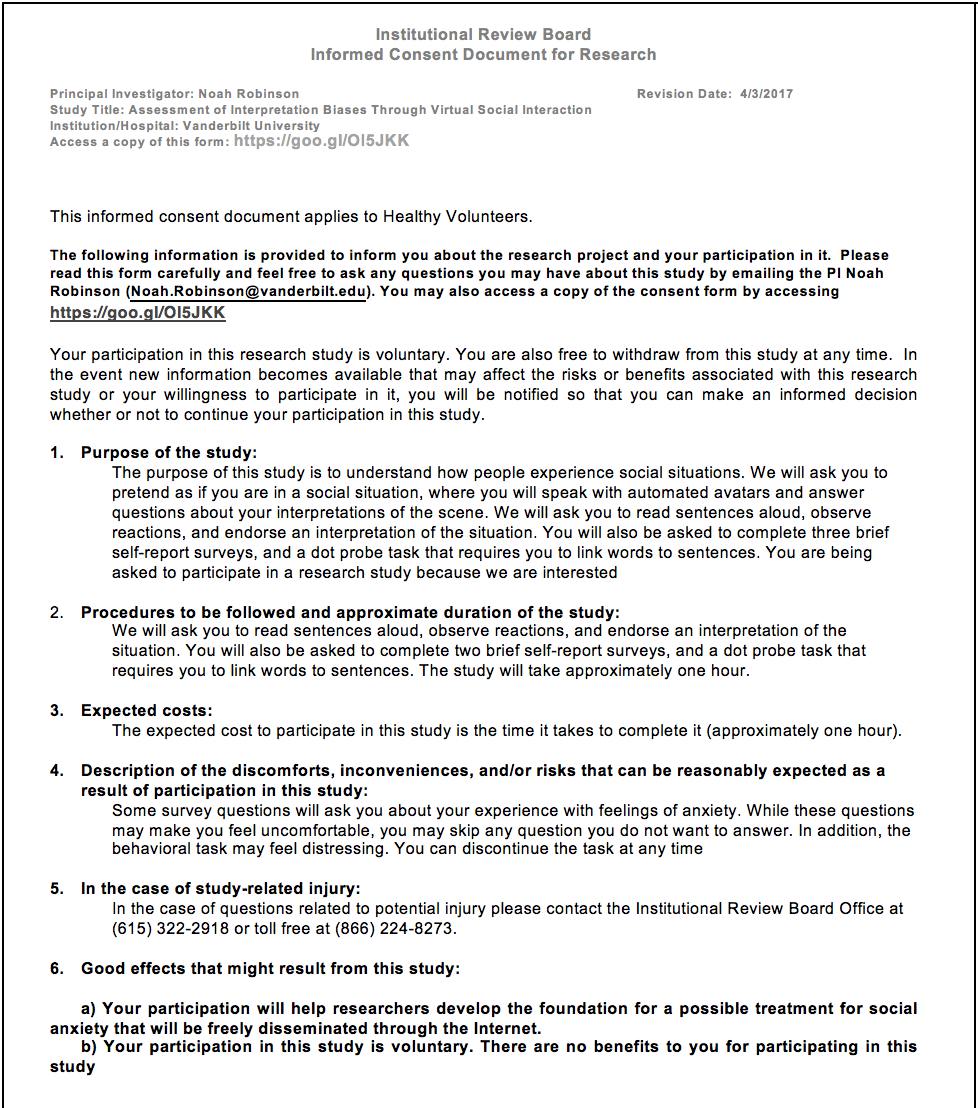 Institutional Review Board
Informed Consent Document for Research
Principal Investigator: Noah Robinson Revision Date: 4/3/2017
Study Title: Assessment of Interpretation Biases Through Virtual Social Interaction
Institution/Hospital: Vanderbilt University
Access a copy of this form: https://goo.gl/Ol5JKK
This informed consent document applies to Healthy Volunteers.
The following information is provided to inform you about the research project and your participation in it. Please
read this form carefully and feel free to ask any questions you may have about this study by emailing the PI Noah
Robinson (Noah.Robinson@vanderbilt.edu). You may also access a copy of the consent form by accessing
https://goo.gl/Ol5JKK
Your participation in this research study is voluntary. You are also free to withdraw from this study at any time. In
the event new information becomes available that may affect the risks or benefits associated with this research
study or your willingness to participate in it, you will be notified so that you can make an informed decision
whether or not to continue your participation in this study.
1. Purpose of the study:
The purpose of this study is to understand how people experience social situations. We will ask you to
pretend as if you are in a social situation, where you will speak with automated avatars and answer
questions about your interpretations of the scene. We will ask you to read sentences aloud, observe
reactions, and endorse an interpretation of the situation. You will also be asked to complete three brief
self-report surveys, and a dot probe task that requires you to link words to sentences. You are being
asked to participate in a research study because we are interested
2. Procedures to be followed and approximate duration of the study:
We will ask you to read sentences aloud, observe reactions, and endorse an interpretation of the
situation. You will also be asked to complete two brief self-report surveys, and a dot probe task that
requires you to link words to sentences. The study will take approximately one hour.
3. Expected costs:
The expected cost to participate in this study is the time it takes to complete it (approximately one hour).
4. Description of the discomforts, inconveniences, and/or risks that can be reasonably expected as a
result of participation in this study:
Some survey questions will ask you about your experience with feelings of anxiety. While these questions
may make you feel uncomfortable, you may skip any question you do not want to answer. In addition, the
behavioral task may feel distressing. You can discontinue the task at any time
5. In the case of study-related injury:
In the case of questions related to potential injury please contact the Institutional Review Board Office at
(615) 322-2918 or toll free at (866) 224-8273.
6. Good effects that might result from this study:
a) Your participation will help researchers develop the foundation for a possible treatment for social
anxiety that will be freely disseminated through the Internet.
b) Your participation in this study is voluntary. There are no benefits to you for participating in this
study